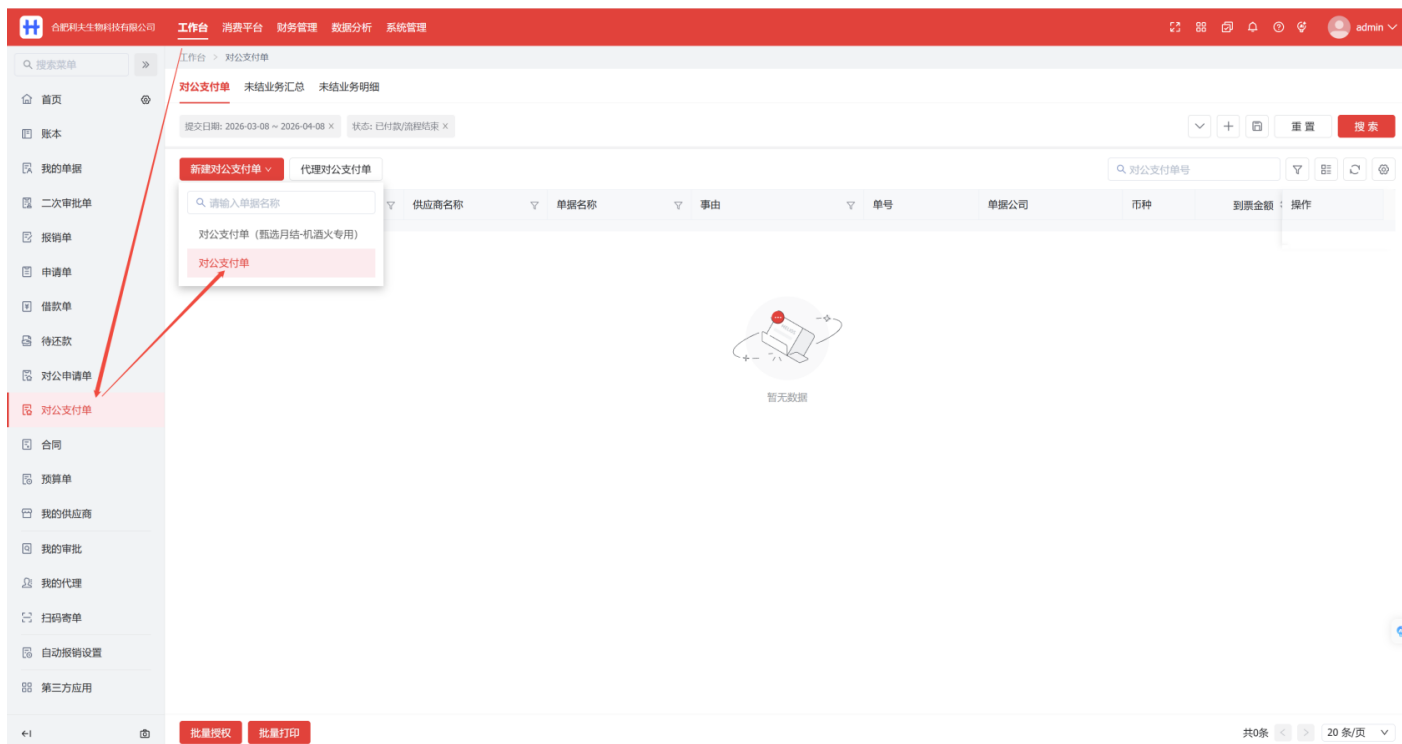 合肥利夫生物科技有限公司 工作台 消费平台 财务管理 数据分析 系统管理 admin
搜索菜单
工作台 > 对公支付单
首页
对公支付单 未结业务汇总 未结业务明细
账本
提交日期: 2026-03-08 ~ 2026-04-08 × 状态: 已付款/流程结束 × 重置 搜索
我的单据
新建对公支付单 代理对公支付单 对公支付单号
二次审批单
请输入单据名称 供应商名称 单据名称 事由 单号 单据公司 币种 到票金额 操作
报销单
对公支付单（甄选月结-机酒火专用）
申请单
对公支付单
借款单
待还款
对公申请单
暂无数据
对公支付单
合同
预算单
我的供应商
我的审批
我的代理
扫码寄单
自动报销设置
第三方应用
批量授权 批量打印 共0条 < > 20 条/页